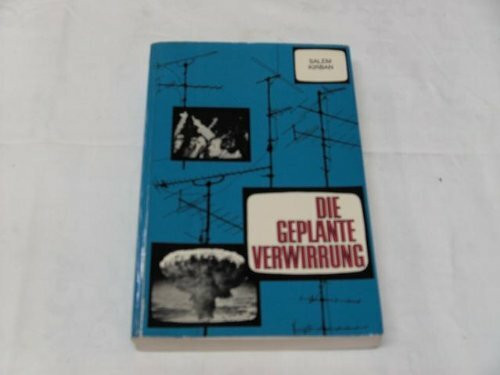 SALEM
KIRBAN
DIE
GEPLANTE
VERWIRRUNG